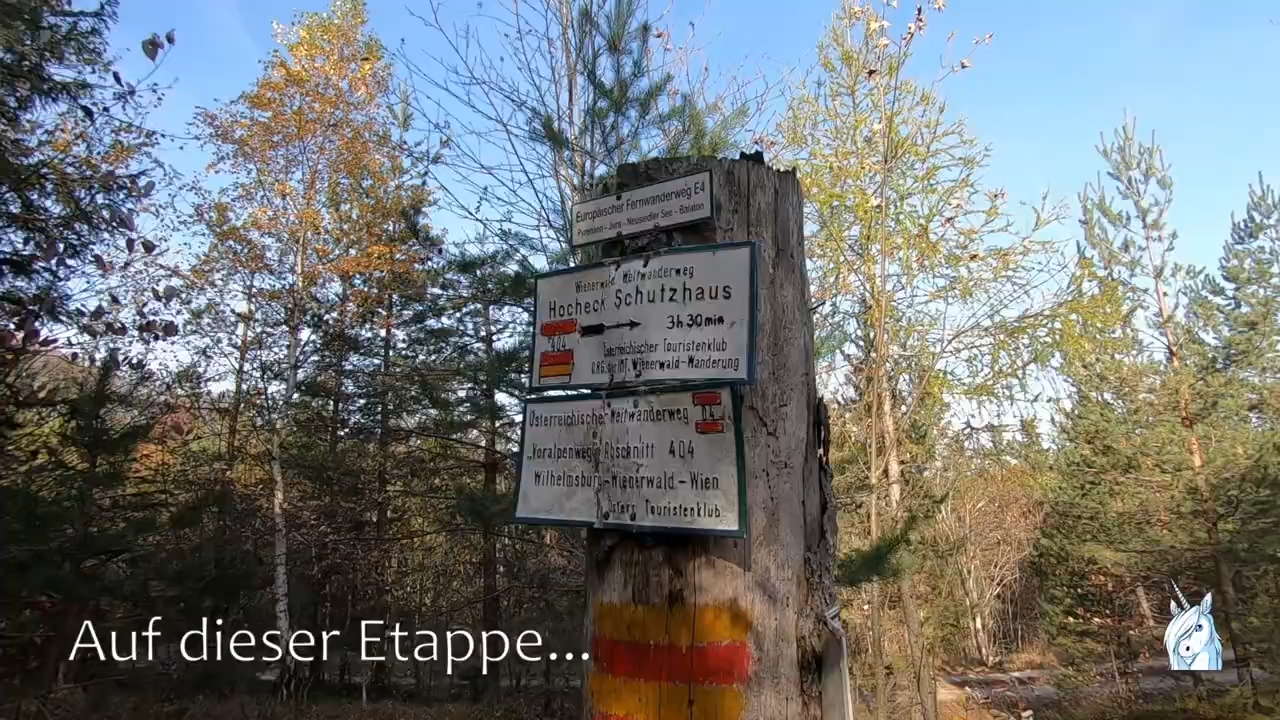 Europäischer Fernwanderweg E4
Pyrenäen - Jura - Neusiedler See - Balaton
Wienerwald Weitwanderweg
Hocheck Schutzhaus
3h 30min
404
Österreichischer Touristenklub
Wienerwald-Wanderung
Österreichischer Weitwanderweg 04
„Voralpenweg" Abschnitt 404
Wilhelmsburg-Wienerwald-Wien
Österr. Touristenklub
Auf dieser Etappe...